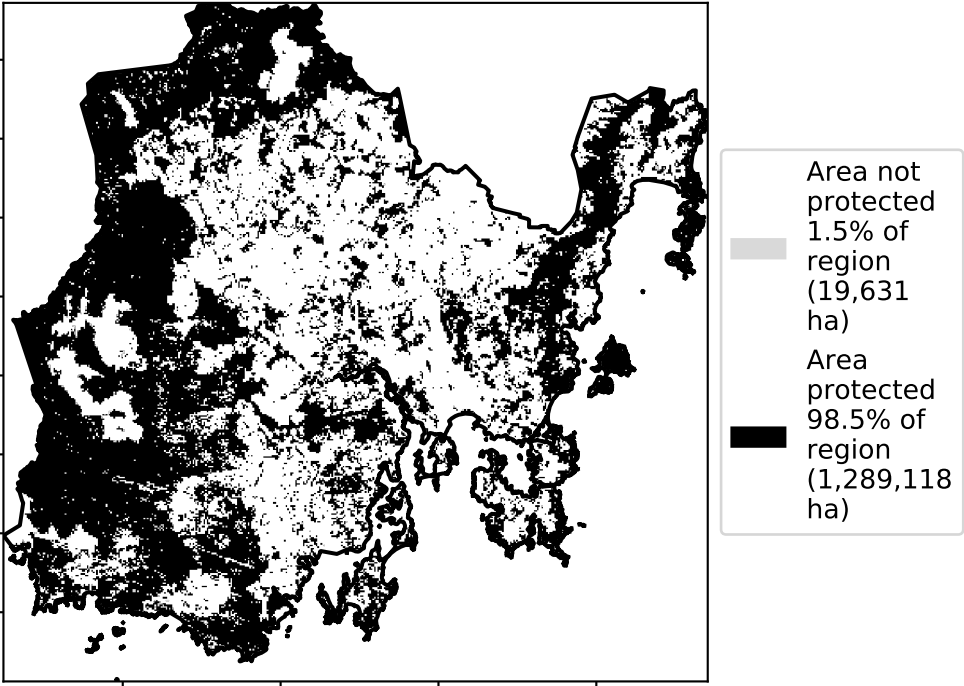 Area not
protected
1.5% of
region
(19,631
ha)
Area
protected
98.5% of
region
(1,289,118
ha)